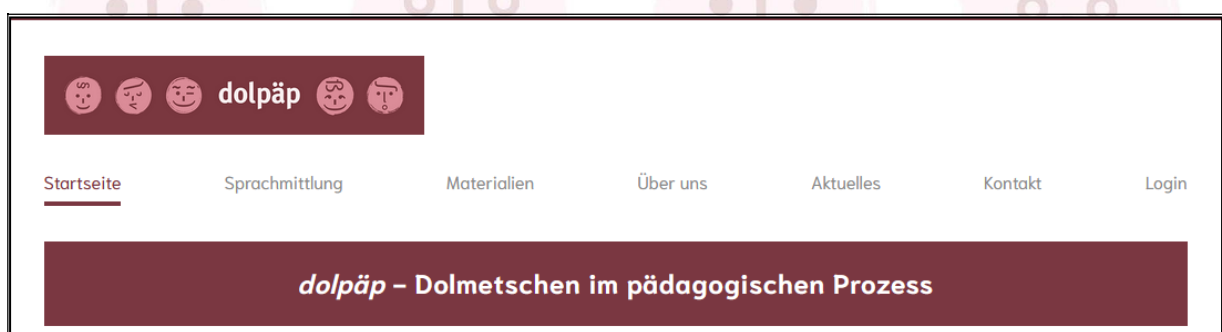 dolpäp
Startseite Sprachmittlung Materialien Über uns Aktuelles Kontakt Login
dolpäp – Dolmetschen im pädagogischen Prozess